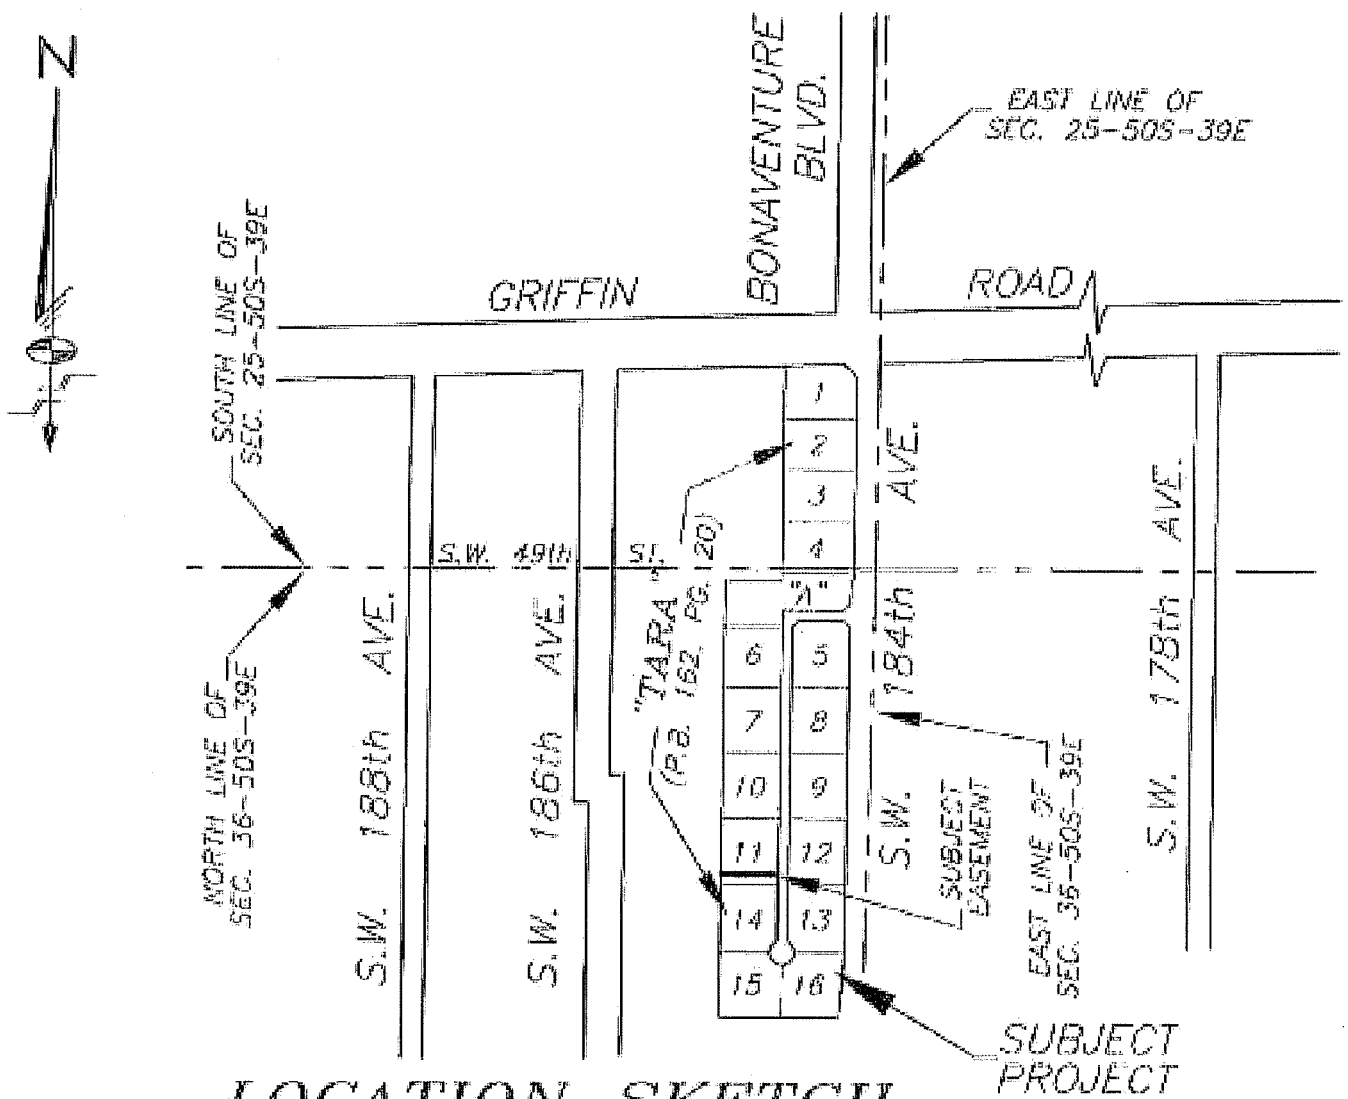 N
BONAVENTURE
BLVD.
EAST LINE OF
SEC. 25-50S-39E
SOUTH LINE OF
SEC. 25-50S-39E
GRIFFIN
ROAD
1
2
3
4
S.W. 49th ST.
"A"
"TARA"
(P.B. 162, PG. 20)
6
5
7
8
10
9
11
12
14
13
15
16
NORTH LINE OF
SEC. 36-50S-39E
S.W. 188th AVE.
S.W. 186th AVE.
S.W. 184th AVE.
S.W. 178th AVE.
SUBJECT
EASEMENT
EAST LINE OF
SEC. 36-50S-39E
SUBJECT
PROJECT
LOCATION SKETCH